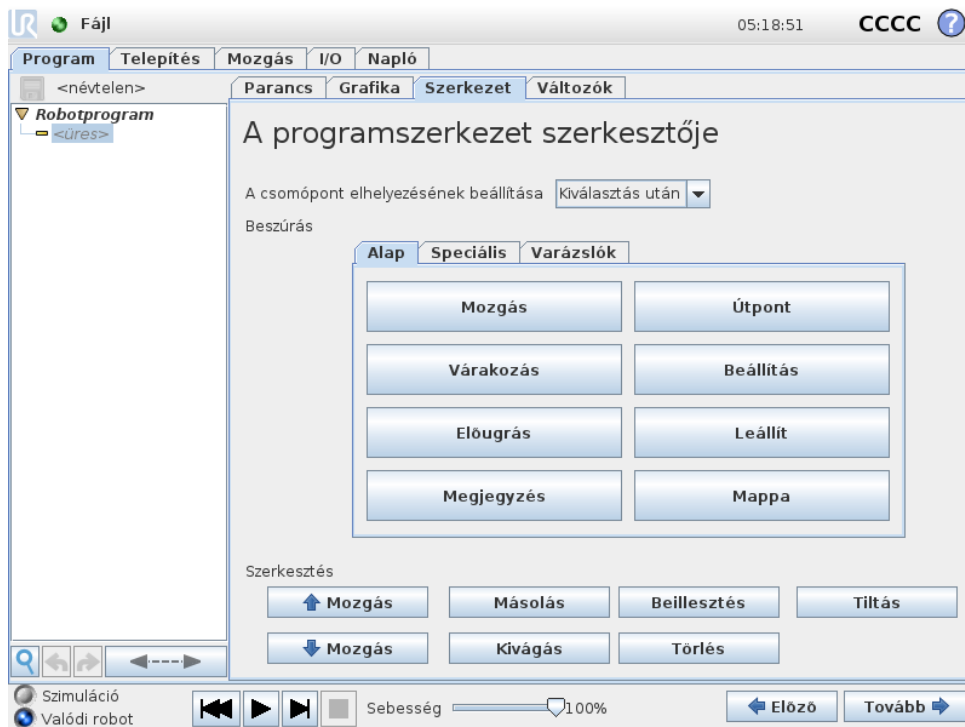 UR Fájl 05:18:51 CCCC ?
Program Telepítés Mozgás I/O Napló
<névtelen> Parancs Grafika Szerkezet Változók
Robotprogram
<üres>
A programszerkezet szerkesztője
A csomópont elhelyezésének beállítása Kiválasztás után
Beszúrás
Alap Speciális Varázslók
Mozgás Útpont
Várakozás Beállítás
Előugrás Leállít
Megjegyzés Mappa
Szerkesztés
Mozgás Másolás Beillesztés Tiltás
Mozgás Kivágás Törlés
Szimuláció
Valódi robot
Sebesség 100%
Előző Tovább